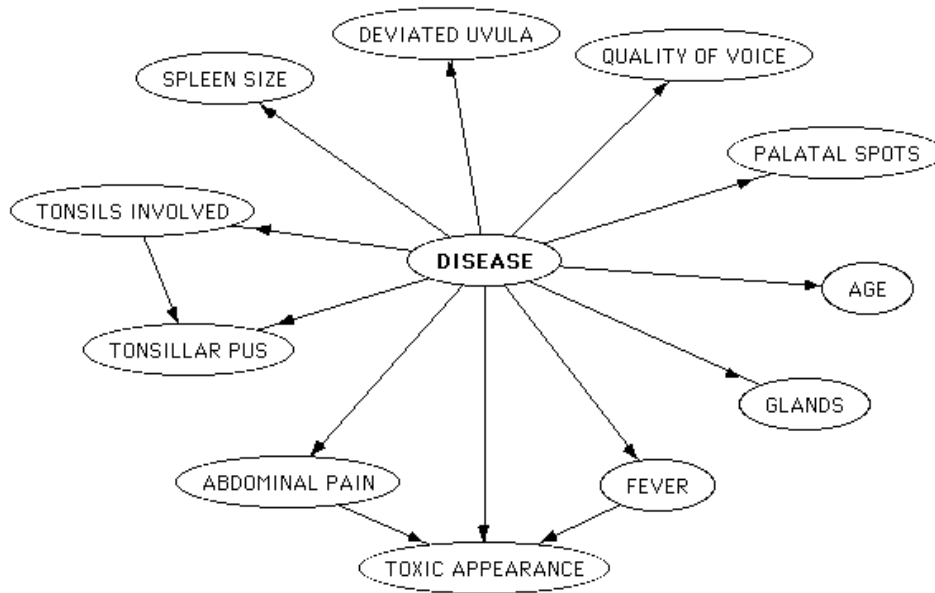 DEVIATED UVULA
QUALITY OF VOICE
SPLEEN SIZE
PALATAL SPOTS
TONSILS INVOLVED
DISEASE
AGE
TONSILLAR PUS
GLANDS
ABDOMINAL PAIN
FEVER
TOXIC APPEARANCE